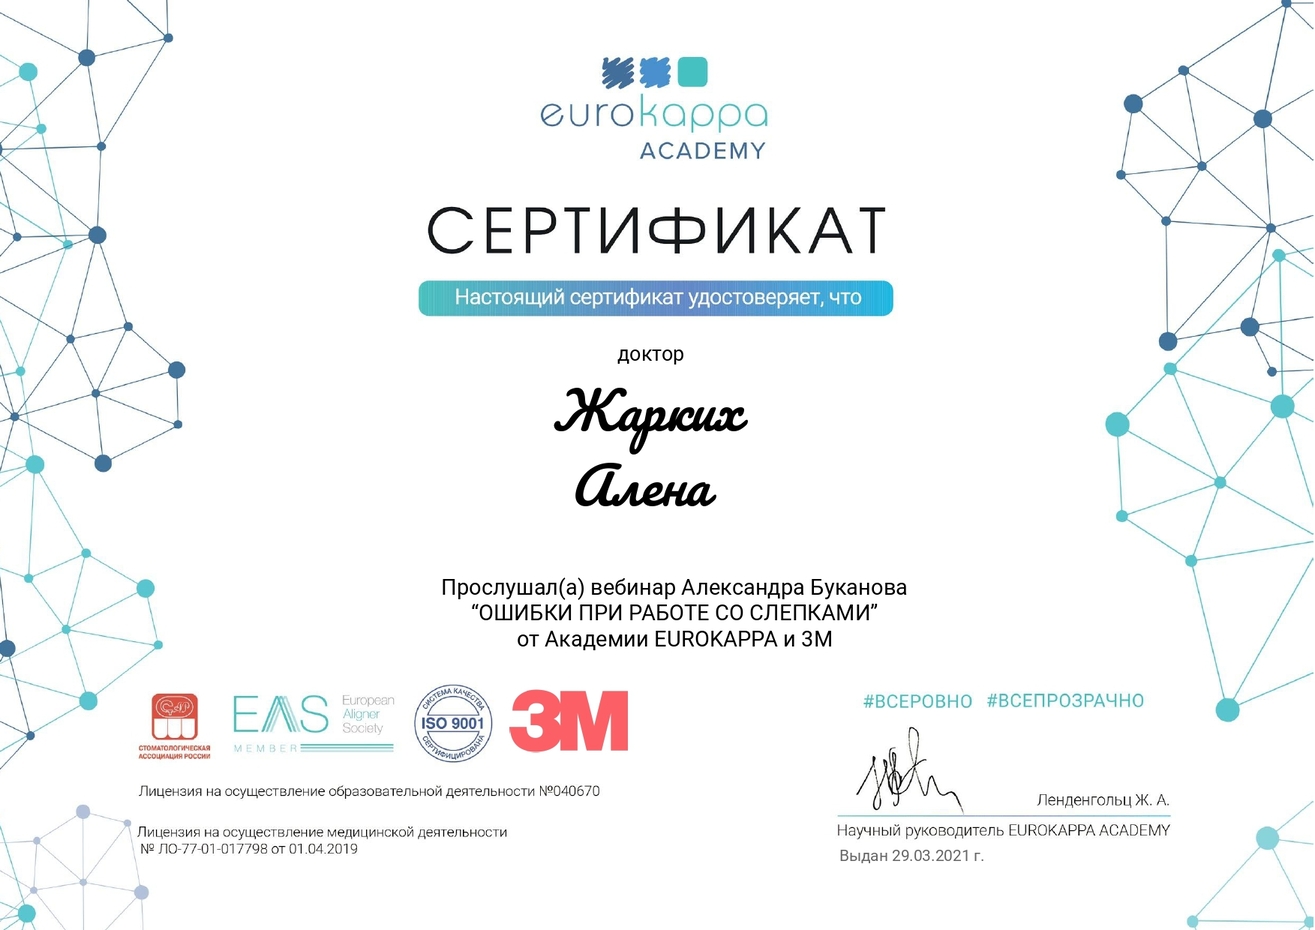 eurokappa
ACADEMY
СЕРТИФИКАТ
Настоящий сертификат удостоверяет, что
доктор
Жарких
Алена
Прослушал(а) вебинар Александра Буканова
“ОШИБКИ ПРИ РАБОТЕ СО СЛЕПКАМИ”
от Академии EUROKAPPA и 3М
СтАР
СТОМАТОЛОГИЧЕСКАЯ
АССОЦИАЦИЯ РОССИИ
EAS
European
Aligner
Society
MEMBER
СИСТЕМА КАЧЕСТВА
ISO 9001
СЕРТИФИЦИРОВАНА
3M
#ВСЕРОВНО #ВСЕПРОЗРАЧНО
Лицензия на осуществление образовательной деятельности №040670
Лицензия на осуществление медицинской деятельности
№ ЛО-77-01-017798 от 01.04.2019
Ленденгольц Ж. А.
Научный руководитель EUROKAPPA ACADEMY
Выдан 29.03.2021 г.